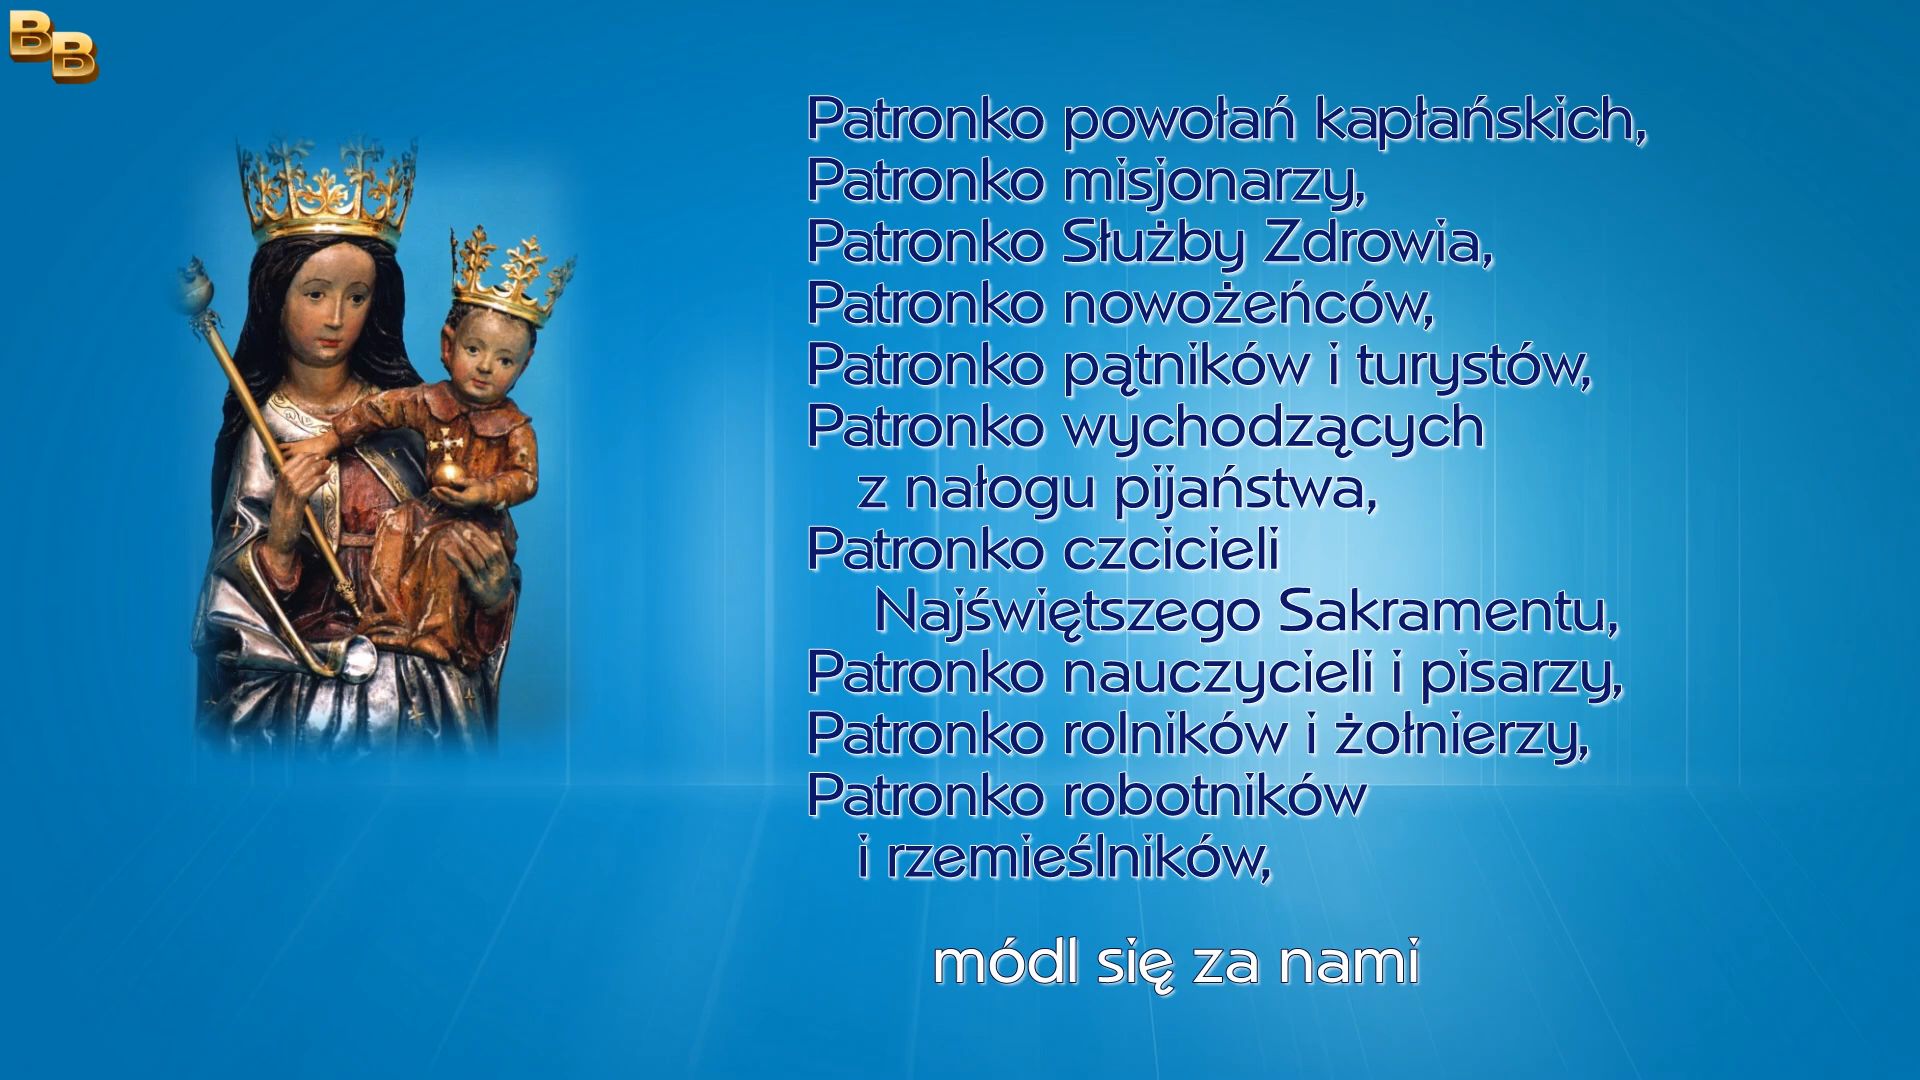 BB
Patronko powołań kapłańskich,
Patronko misjonarzy,
Patronko Służby Zdrowia,
Patronko nowożeńców,
Patronko pątników i turystów,
Patronko wychodzących
z nałogu pijaństwa,
Patronko czcicieli
Najświętszego Sakramentu,
Patronko nauczycieli i pisarzy,
Patronko rolników i żołnierzy,
Patronko robotników
i rzemieślników,
módl się za nami